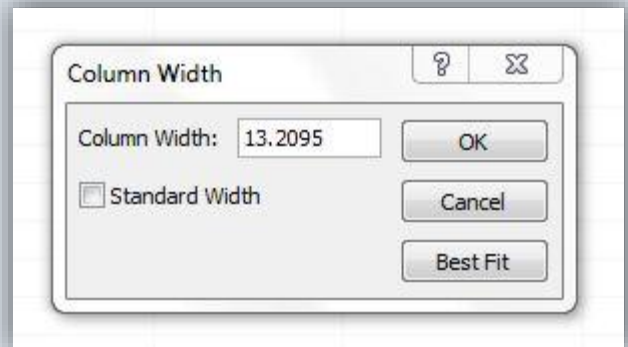 Column Width
?
Column Width: 13.2095 OK
Standard Width Cancel
Best Fit